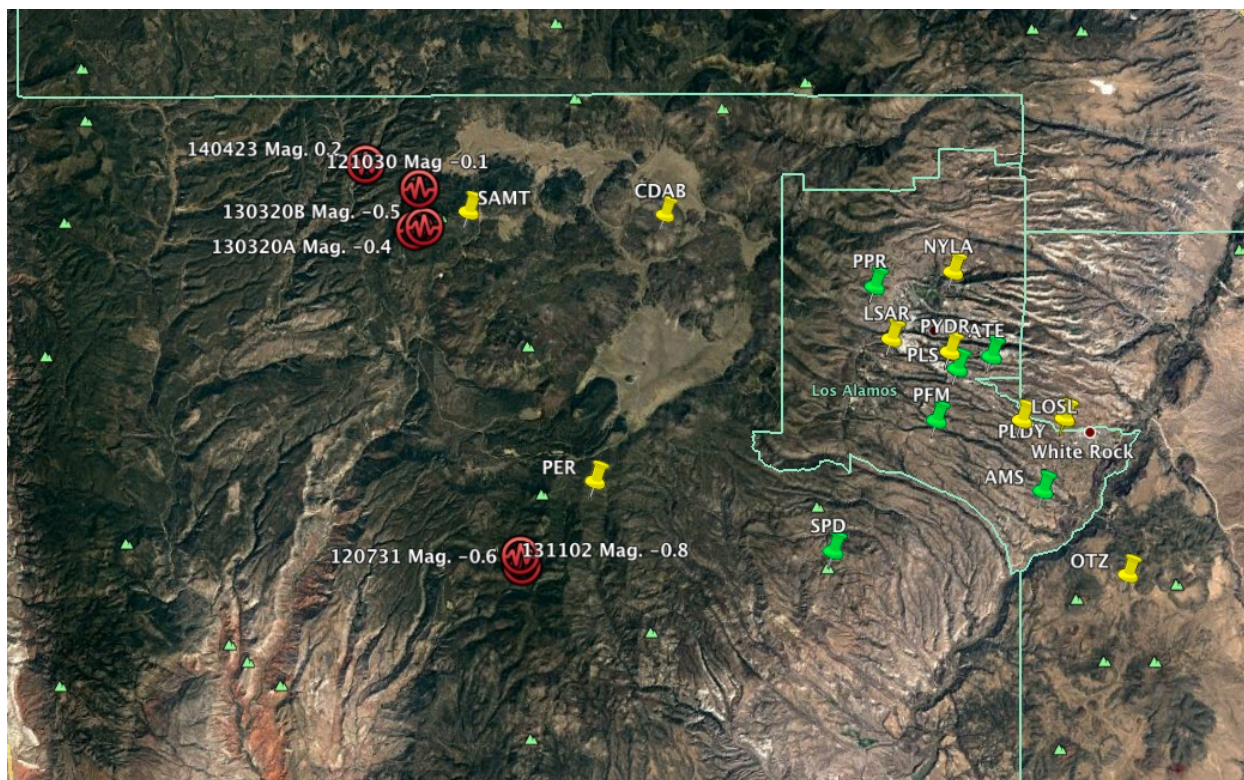 140423 Mag. 0.2
121030 Mag -0.1
SAMT
CDAB
130320B Mag. -0.5
130320A Mag. -0.4
NYLA
PPR
LSAR
PYDR
ATE
PLS
Los Alamos
PFM
LOSL
PLDY
White Rock
PER
AMS
SPD
120731 Mag. -0.6
131102 Mag. -0.8
OTZ